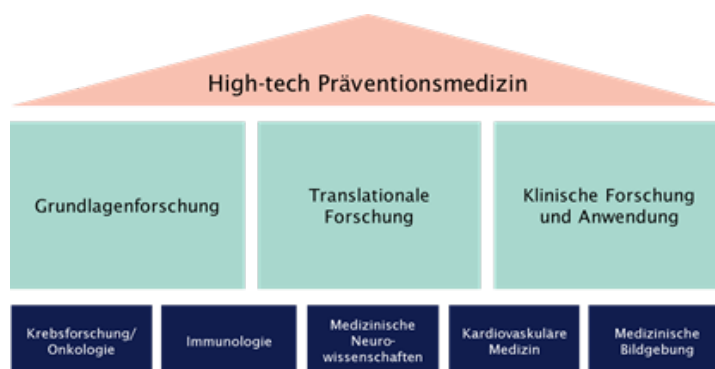 High-tech Präventionsmedizin
Grundlagenforschung
Translationale
Forschung
Klinische Forschung
und Anwendung
Krebsforschung/
Onkologie
Immunologie
Medizinische
Neuro-
wissenschaften
Kardiovaskuläre
Medizin
Medizinische
Bildgebung